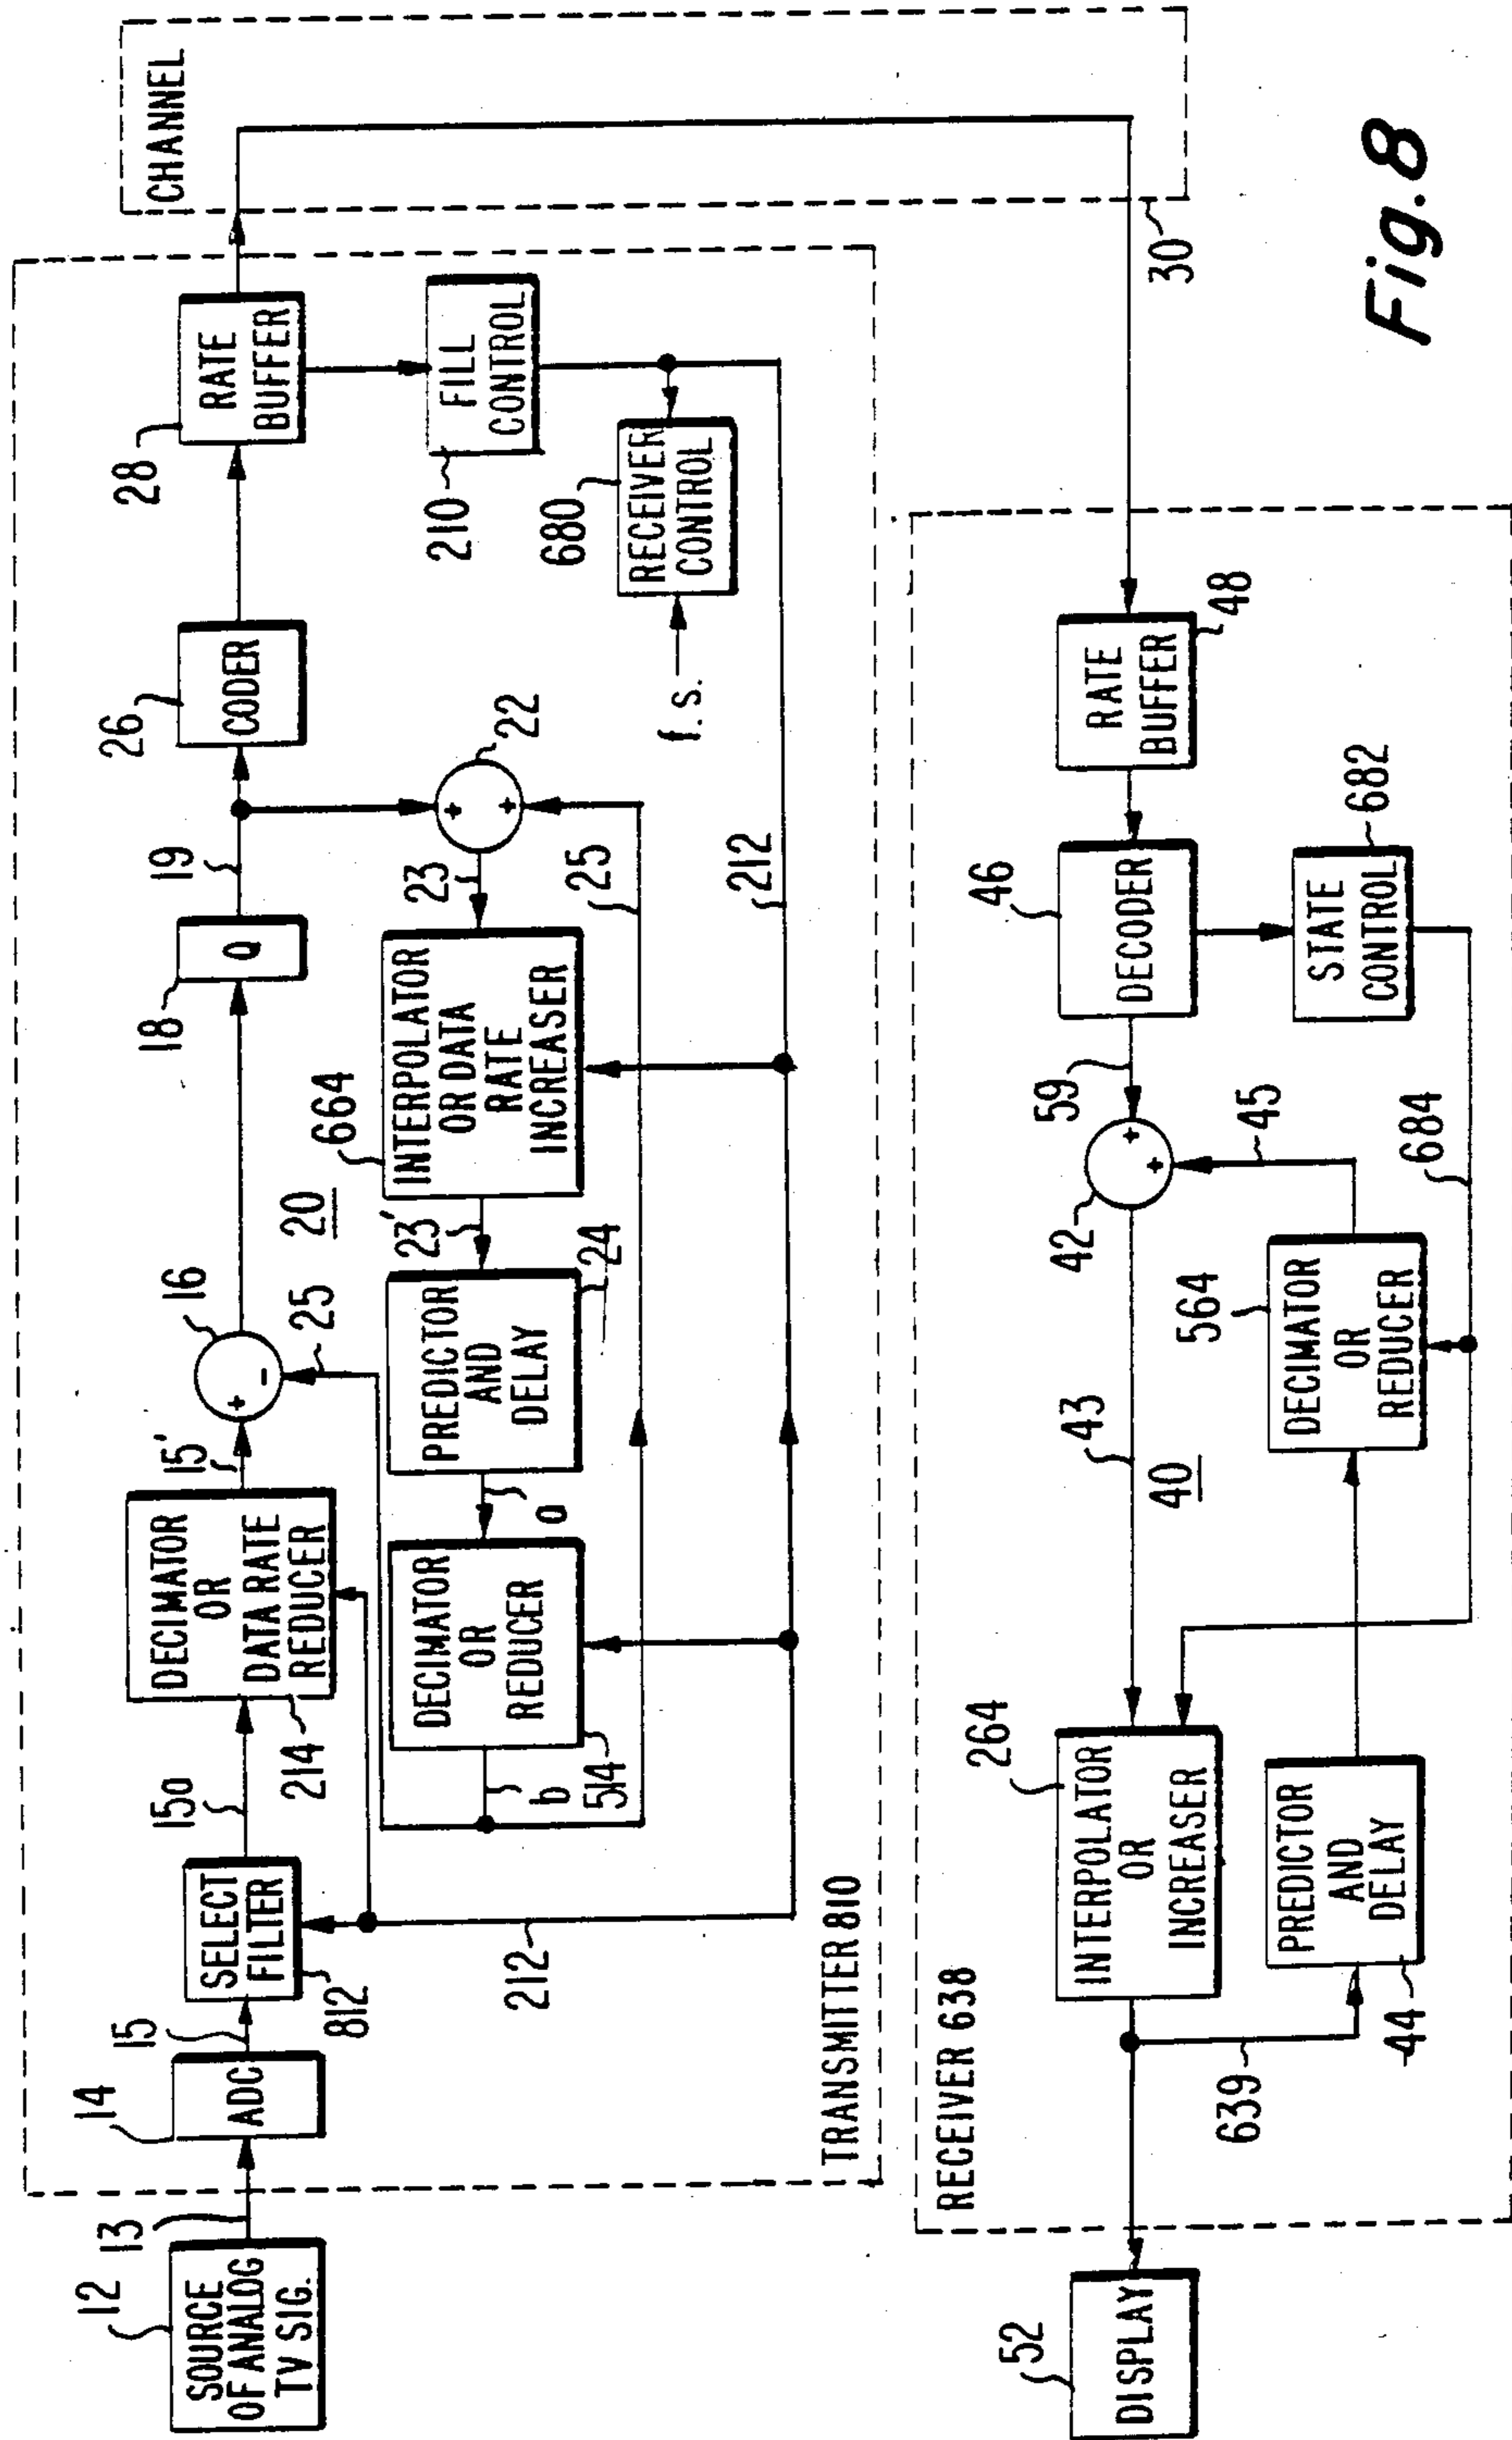 12
SOURCE
OF ANALOG
TV SIG.
13
14
ADC
15
SELECT
FILTER
812
15a
DECIMATOR
OR
DATA RATE
REDUCER
214
15'
16
+
-
25
20
18
Q
19
26
CODER
28
RATE
BUFFER
CHANNEL
30
210
FILL
CONTROL
680
RECEIVER
CONTROL
f.s.
22
+
+
23
664
INTERPOLATOR
OR DATA
RATE
INCREASER
23'
24
PREDICTOR
AND
DELAY
a
DECIMATOR
OR
REDUCER
514
b
25
212
212
TRANSMITTER 810
RECEIVER 638
48
RATE
BUFFER
46
DECODER
682
STATE
CONTROL
684
59
42
+
+
45
43
40
564
DECIMATOR
OR
REDUCER
264
INTERPOLATOR
OR
INCREASER
PREDICTOR
AND
DELAY
44
639
52
DISPLAY
Fig.8